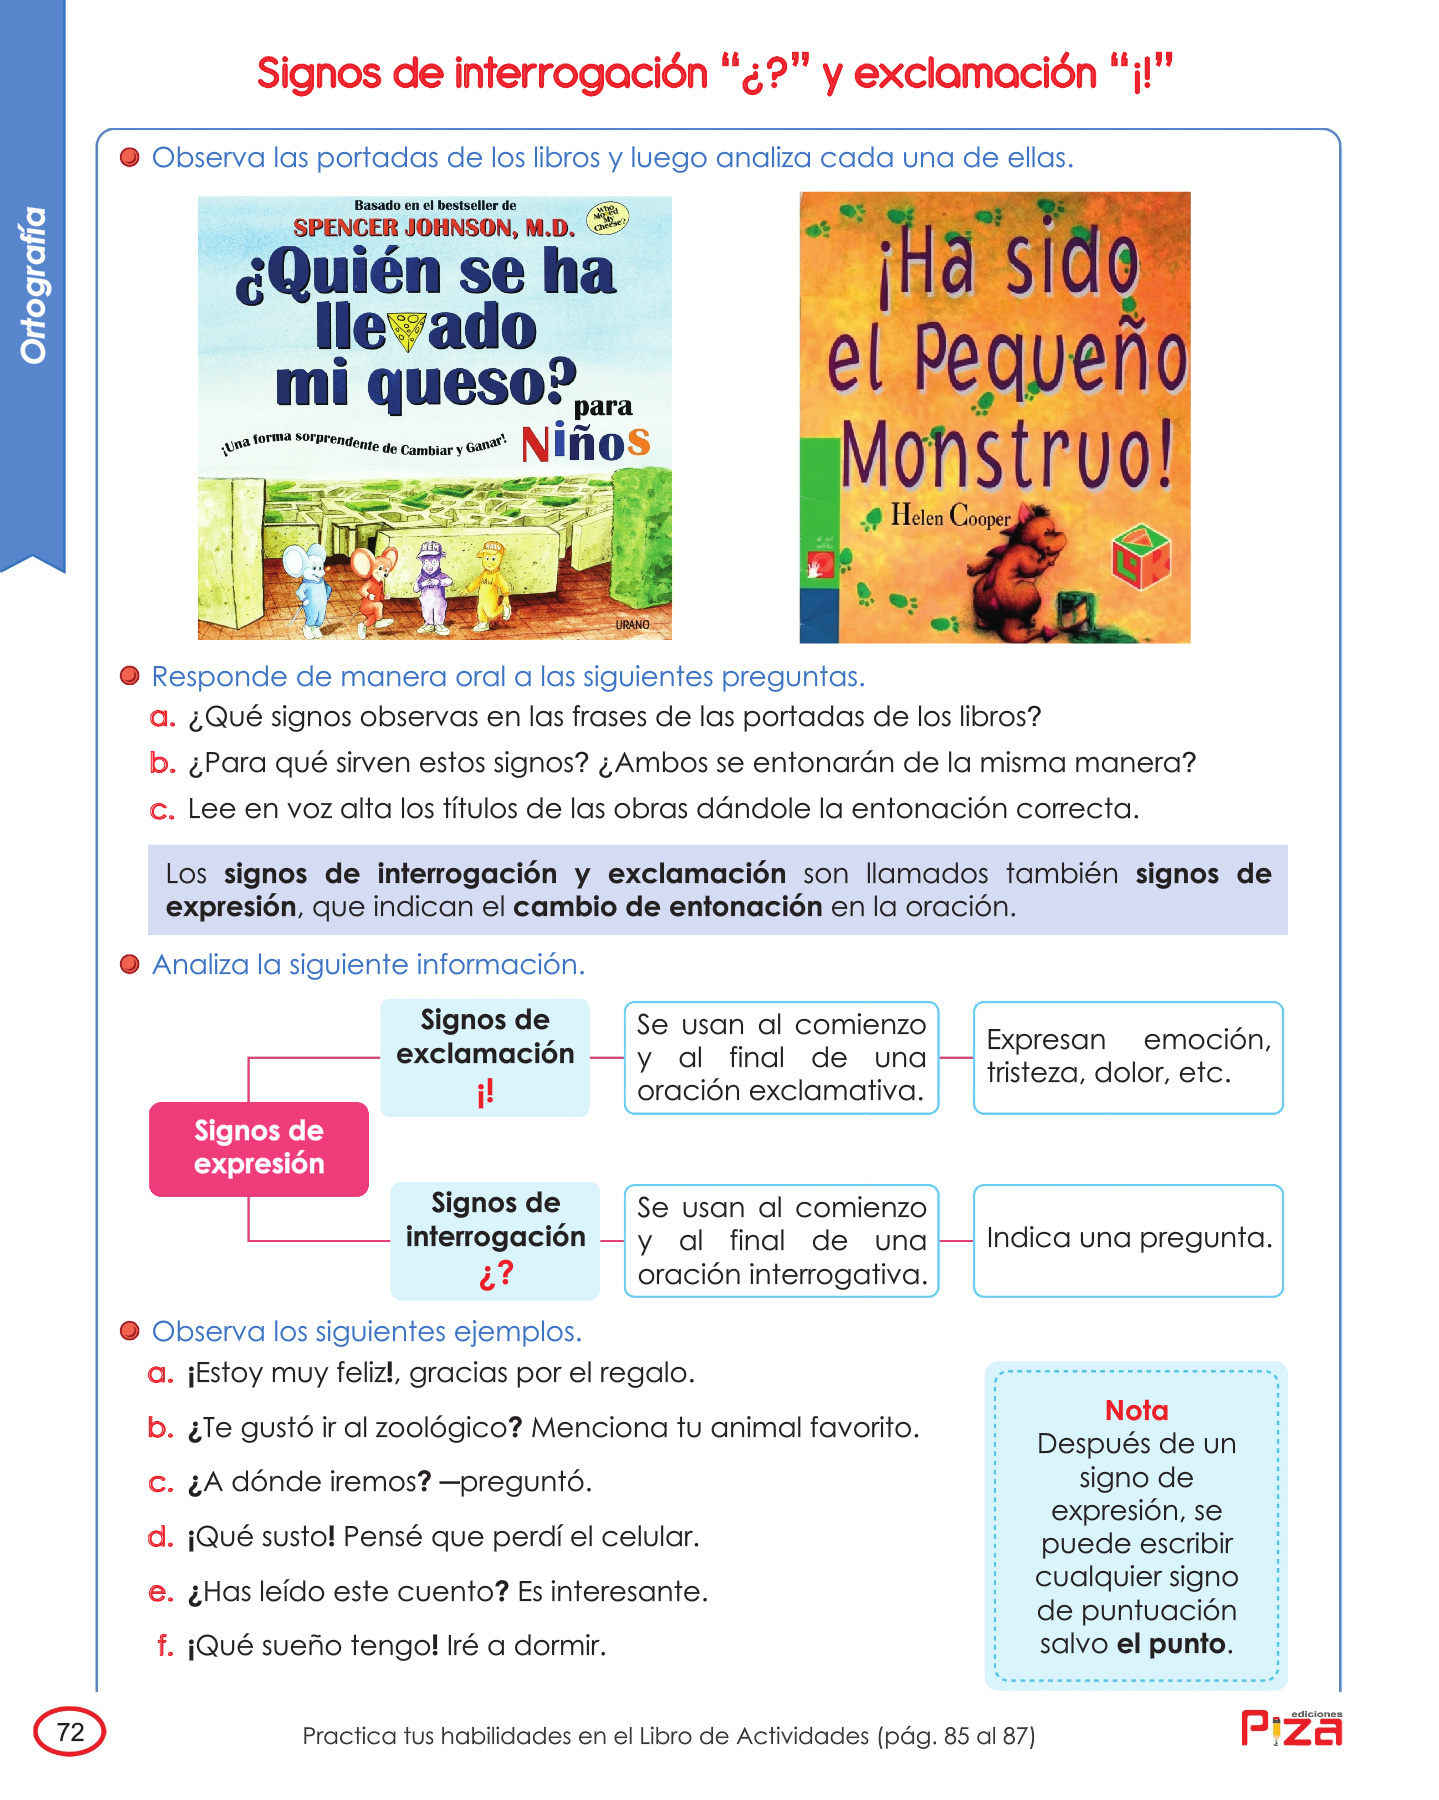 Ortografía
Signos de interrogación “¿?” y exclamación “¡!”
Observa las portadas de los libros y luego analiza cada una de ellas.
Basado en el bestseller de
SPENCER JOHNSON, M.D.
Who
Moved
My
Cheese?
¿Quién se ha
llevado
mi queso?
para
Niños
¡Una forma sorprendente de Cambiar y Ganar!
URANO
¡Ha sido
el Pequeño
Monstruo!
Helen Cooper
Responde de manera oral a las siguientes preguntas.
a. ¿Qué signos observas en las frases de las portadas de los libros?
b. ¿Para qué sirven estos signos? ¿Ambos se entonarán de la misma manera?
c. Lee en voz alta los títulos de las obras dándole la entonación correcta.
Los signos de interrogación y exclamación son llamados también signos de
expresión, que indican el cambio de entonación en la oración.
Analiza la siguiente información.
Signos de
expresión
Signos de
exclamación
¡!
Se usan al comienzo
y al final de una
oración exclamativa.
Expresan emoción,
tristeza, dolor, etc.
Signos de
interrogación
¿?
Se usan al comienzo
y al final de una
oración interrogativa.
Indica una pregunta.
Observa los siguientes ejemplos.
a. ¡Estoy muy feliz!, gracias por el regalo.
b. ¿Te gustó ir al zoológico? Menciona tu animal favorito.
c. ¿A dónde iremos? —preguntó.
d. ¡Qué susto! Pensé que perdí el celular.
e. ¿Has leído este cuento? Es interesante.
f. ¡Qué sueño tengo! Iré a dormir.
Nota
Después de un
signo de
expresión, se
puede escribir
cualquier signo
de puntuación
salvo el punto.
72
Practica tus habilidades en el Libro de Actividades (pág. 85 al 87)
ediciones
Piza